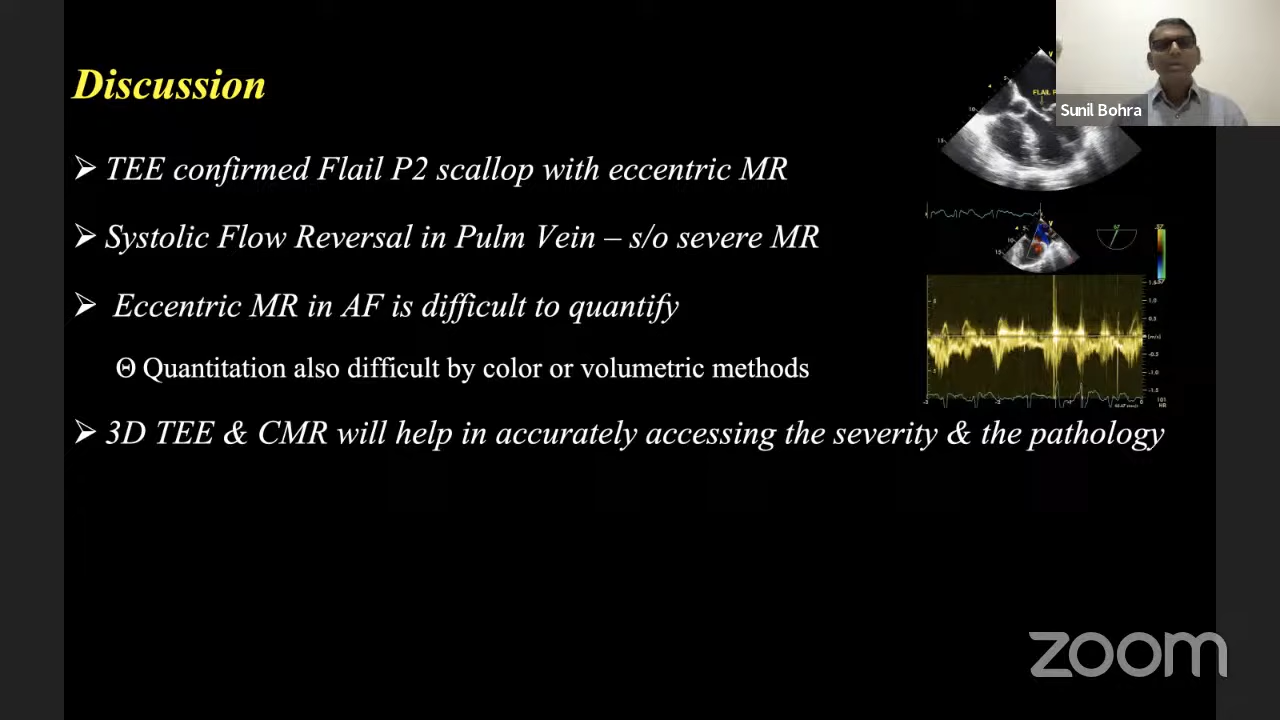 Discussion
FLAIL P
Sunil Bohra
➢ TEE confirmed Flail P2 scallop with eccentric MR
➢ Systolic Flow Reversal in Pulm Vein – s/o severe MR
➢ Eccentric MR in AF is difficult to quantify
Θ Quantitation also difficult by color or volumetric methods
➢ 3D TEE & CMR will help in accurately accessing the severity & the pathology
zoom